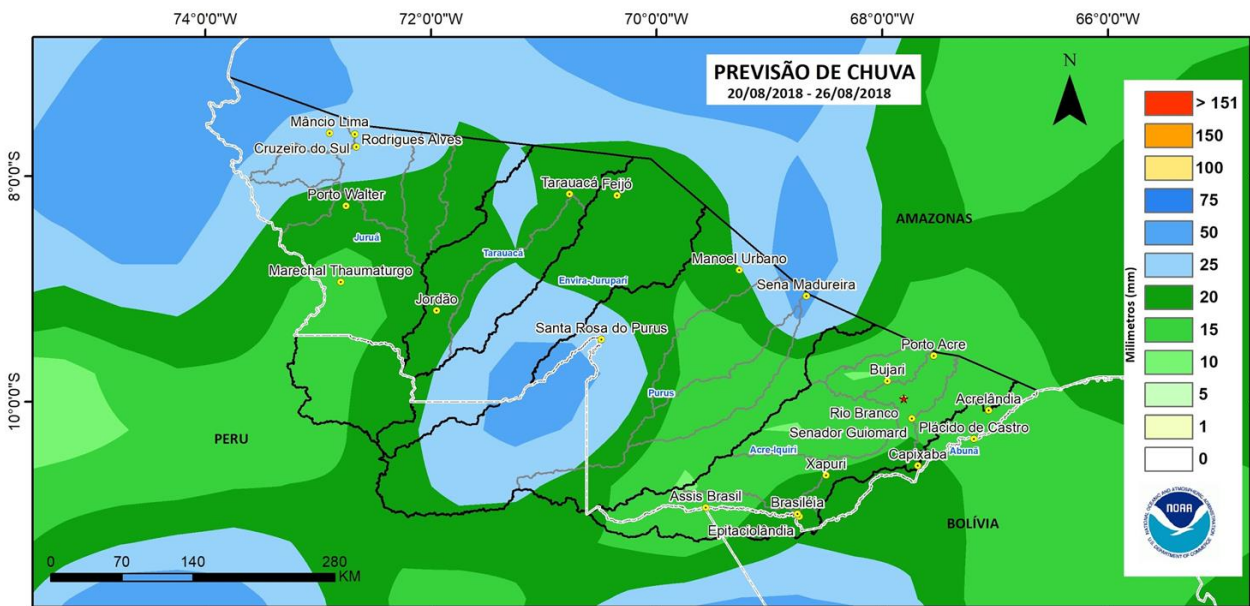 74°0'0"W
72°0'0"W
70°0'0"W
68°0'0"W
66°0'0"W
PREVISÃO DE CHUVA
20/08/2018 - 26/08/2018
N
> 151
150
100
75
50
25
20
15
10
5
1
0
Milímetros (mm)
8°0'0"S
10°0'0"S
Mâncio Lima
Rodrigues Alves
Cruzeiro do Sul
Porto Walter
Juruá
Marechal Thaumaturgo
Tarauacá
Feijó
Tarauacá
Envira-Jurupari
Jordão
Santa Rosa do Purus
Manoel Urbano
Sena Madureira
AMAZONAS
Purus
Porto Acre
Bujari
Rio Branco
Acrelândia
Senador Guiomard
Plácido de Castro
Acre-Iquiri
Capixaba
Abunã
Xapuri
Assis Brasil
Brasiléia
Epitaciolândia
PERU
BOLÍVIA
0
70
140
280
KM
NOAA